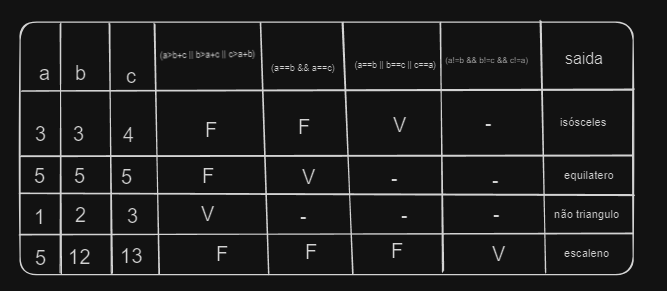 a b c (a>b+c || b>a+c || c>a+b) (a==b && a==c) (a==b || b==c || c==a) (a!=b && b!=c && c!=a) saida
3 3 4 F F V - isósceles
5 5 5 F V - - equilatero
1 2 3 V - - - não triangulo
5 12 13 F F F V escaleno